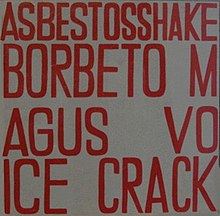 ASBESTOSSHAKE
BORBETO M
AGUS VO
ICE CRACK